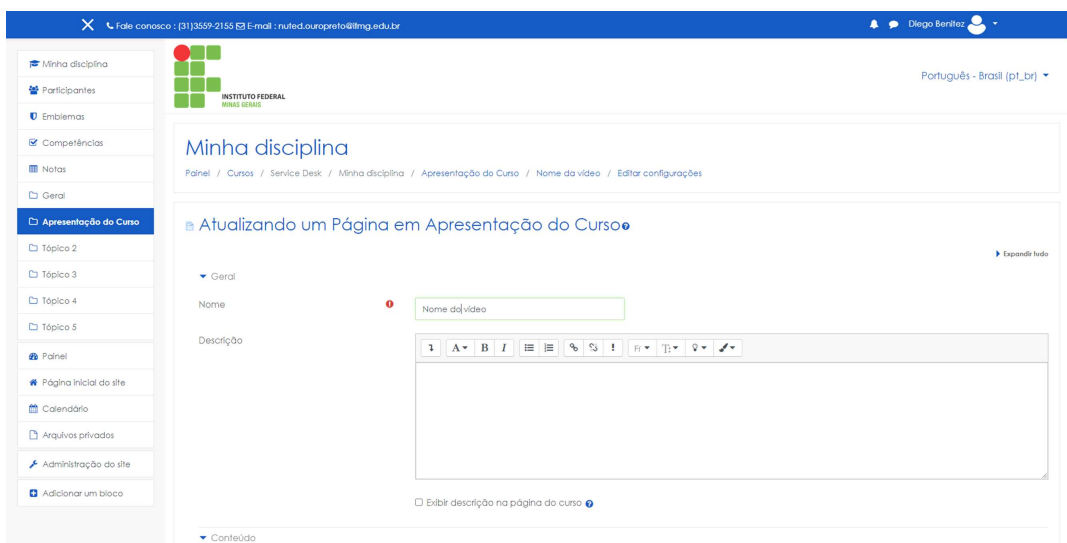 Fale conosco : (31)3559-2155 E-mail : nuted.ouropreto@ifmg.edu.br
Diego Benitez
Minha disciplina
Participantes
Emblemas
Competências
Notas
Geral
Apresentação do Curso
Tópico 2
Tópico 3
Tópico 4
Tópico 5
Painel
Página inicial do site
Calendário
Arquivos privados
Administração do site
Adicionar um bloco
INSTITUTO FEDERAL
MINAS GERAIS
Português - Brasil (pt_br)
Minha disciplina
Painel / Cursos / Service Desk / Minha disciplina / Apresentação do Curso / Nome da vídeo / Editar configurações
Atualizando um Página em Apresentação do Curso
Expandir tudo
Geral
Nome
Nome do vídeo
Descrição
A B I Fr T:
Exibir descrição na página do curso
Conteúdo